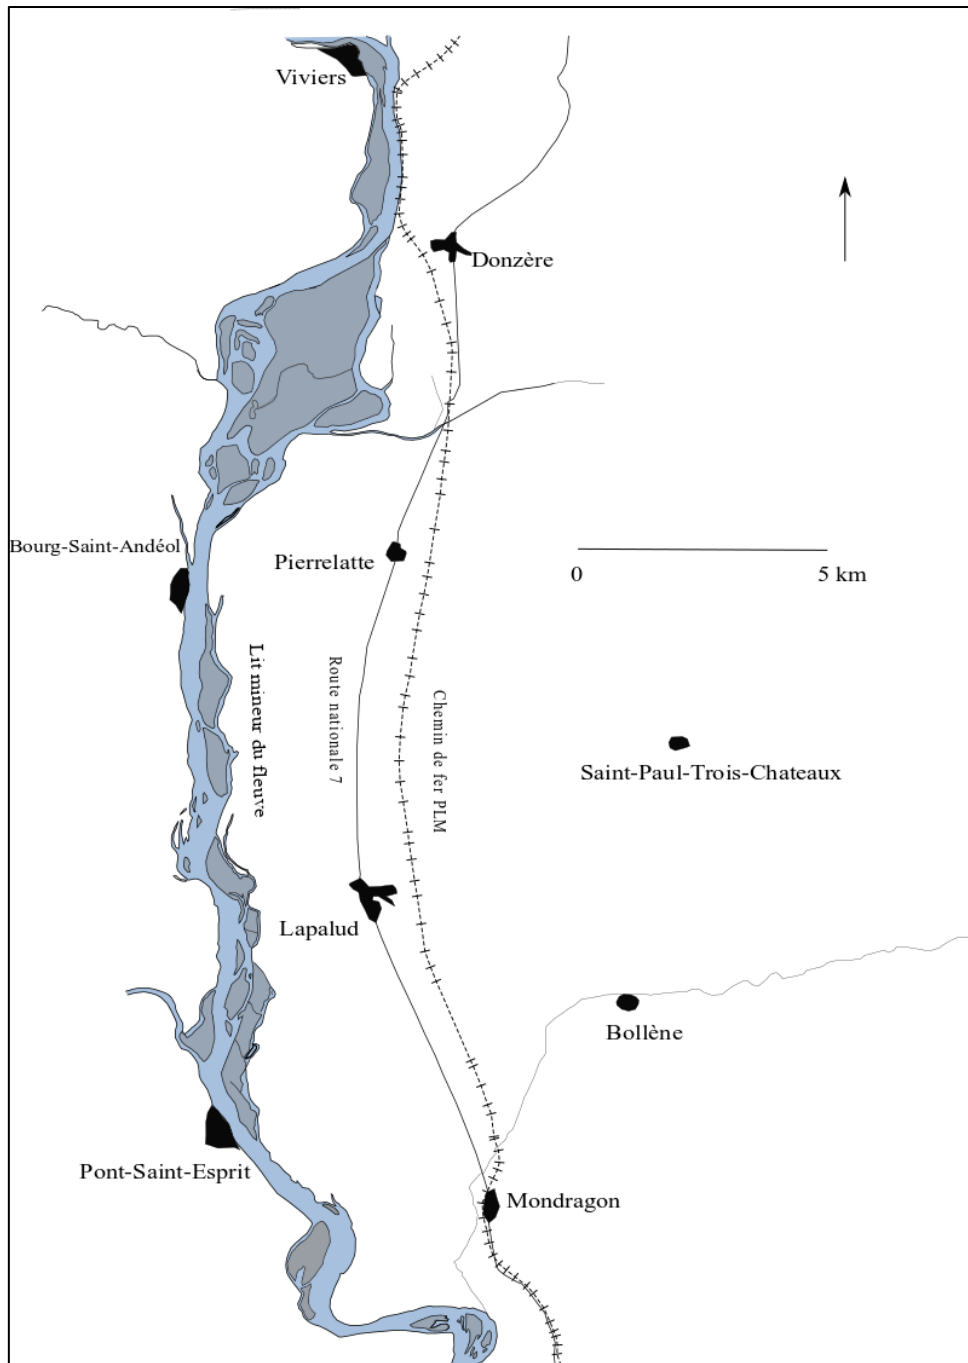 Viviers
Donzère
Bourg-Saint-Andéol
Pierrelatte
0 5 km
Lit mineur du fleuve
Route nationale 7
Chemin de fer PLM
Saint-Paul-Trois-Chateaux
Lapalud
Bollène
Pont-Saint-Esprit
Mondragon